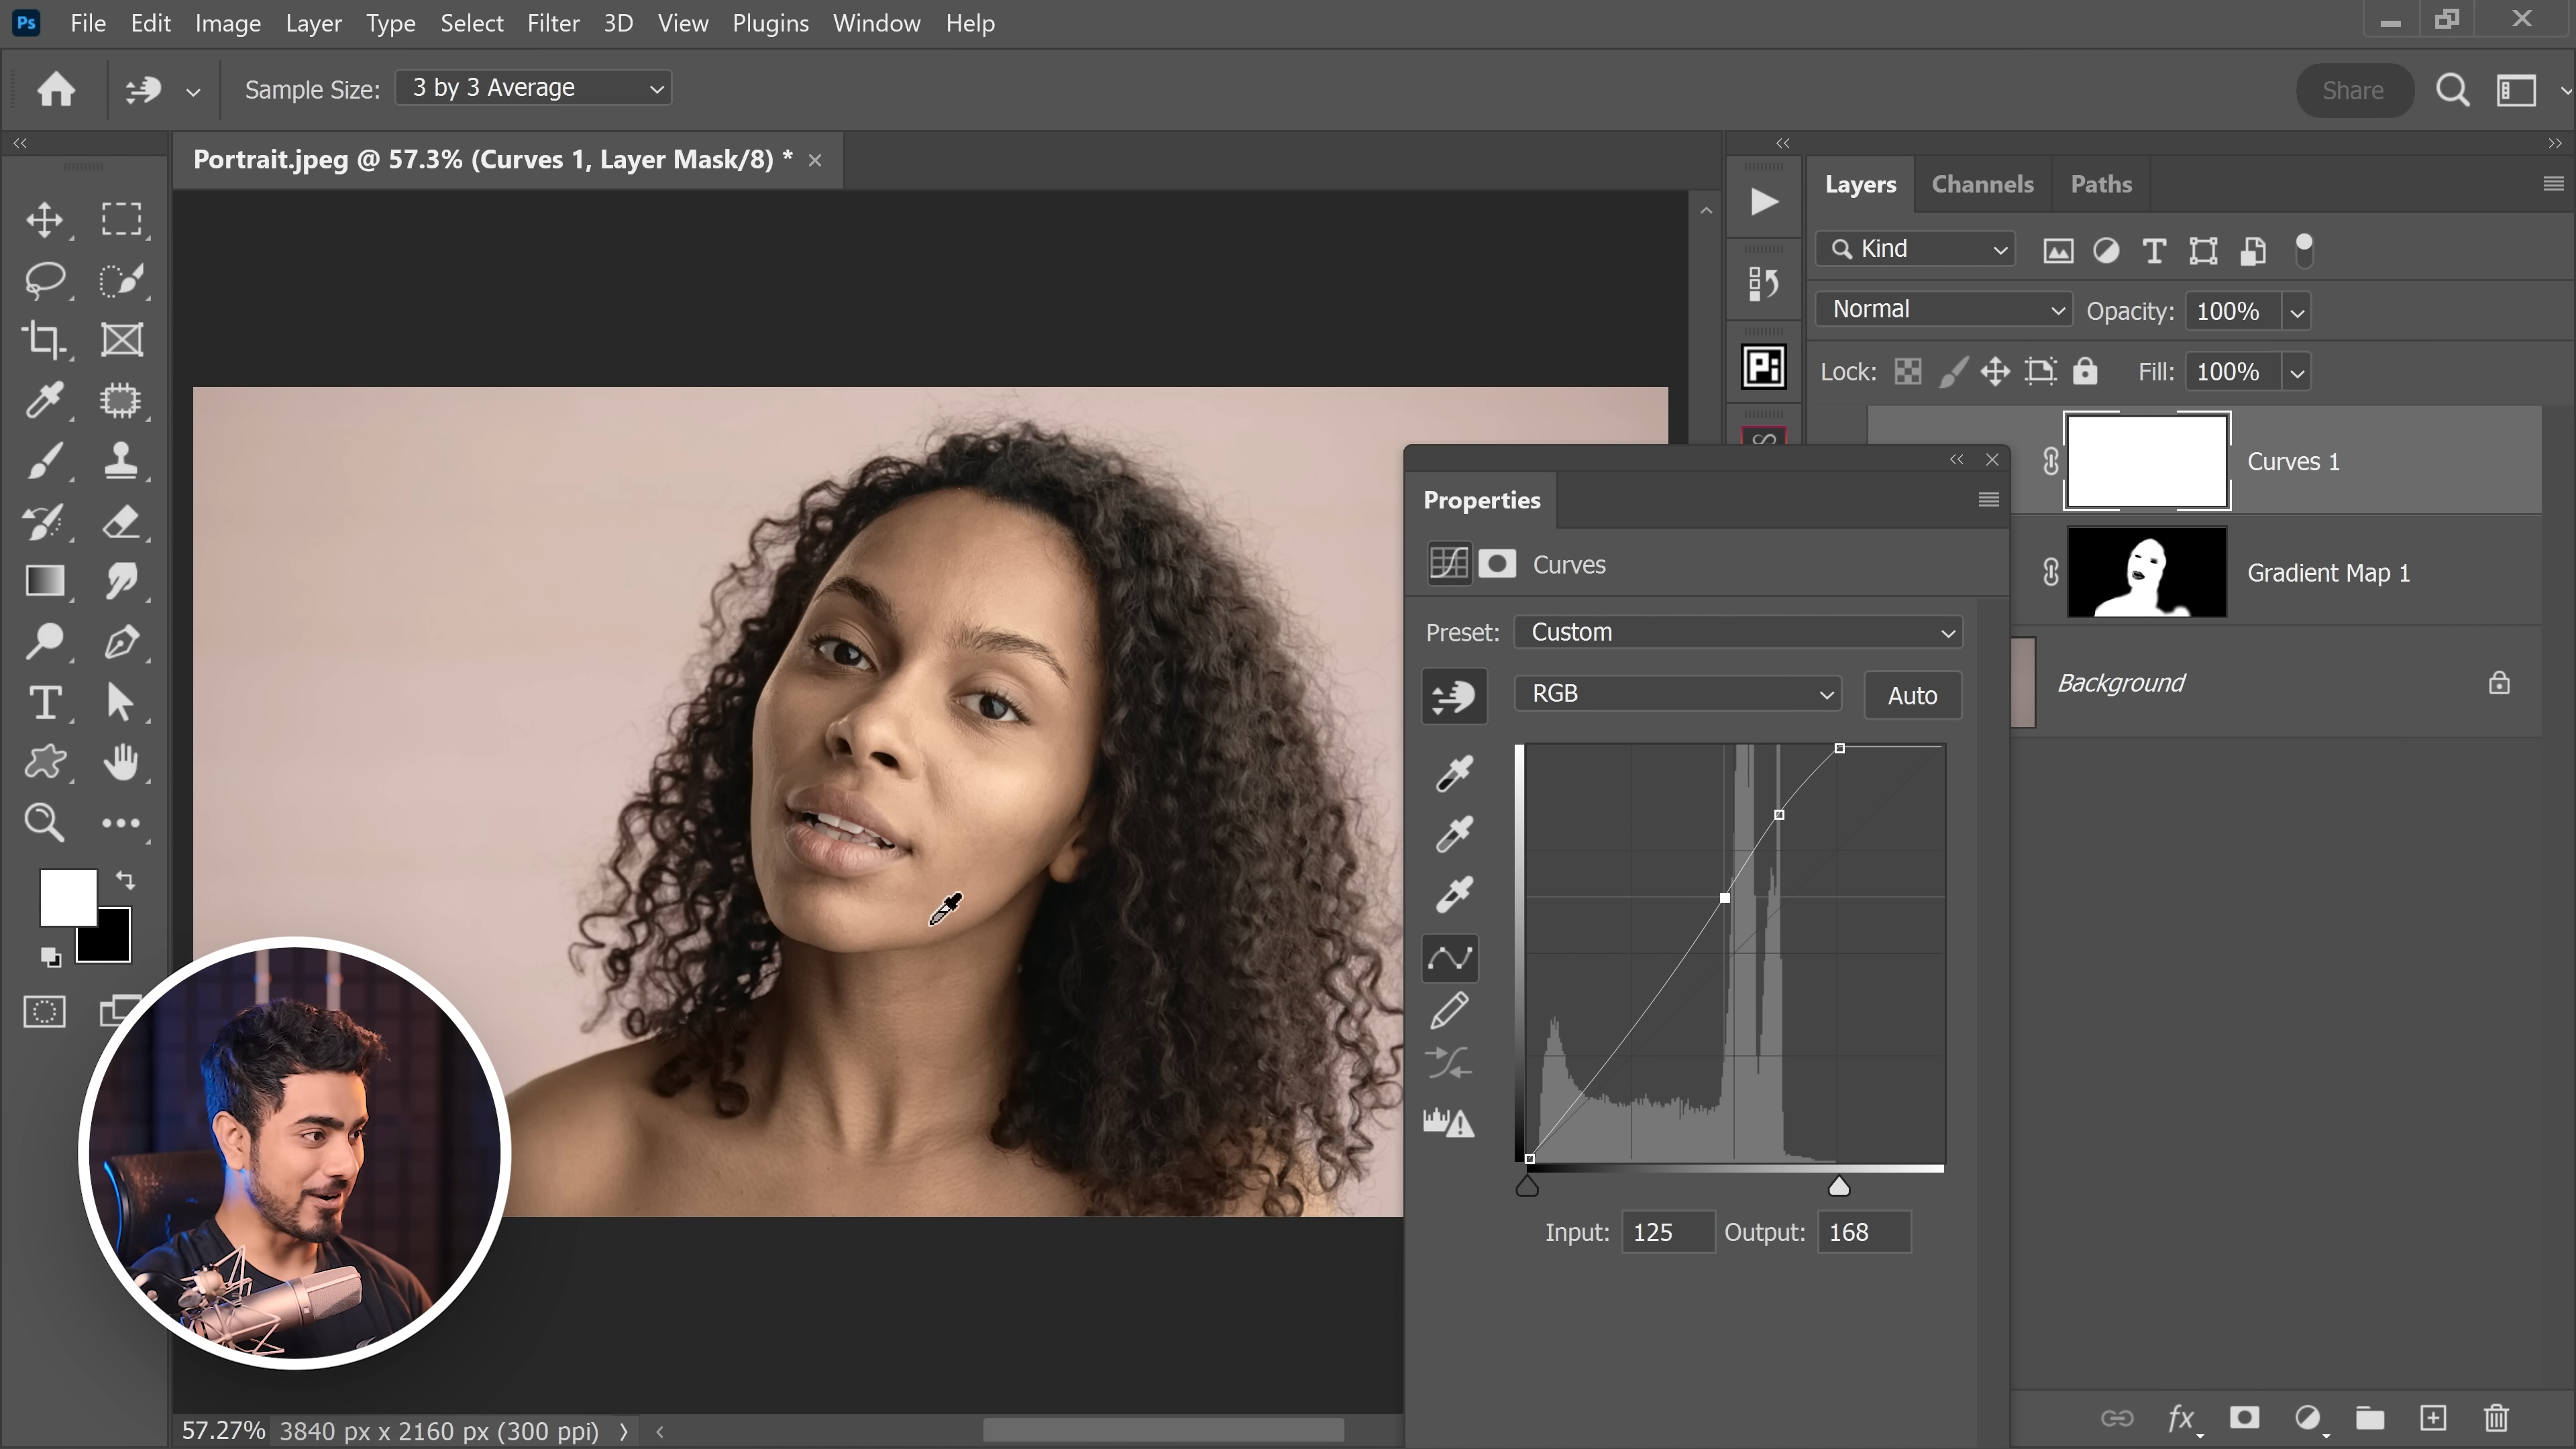 Ps File Edit Image Layer Type Select Filter 3D View Plugins Window Help
Sample Size: 3 by 3 Average Share
Portrait.jpeg @ 57.3% (Curves 1, Layer Mask/8) *
Layers Channels Paths
Kind
Normal Opacity: 100%
Pi
Lock: Fill: 100%
Curves 1
Properties
Curves
Gradient Map 1
Preset: Custom
RGB Auto
Background
T
Input: 125 Output: 168
57.27% 3840 px x 2160 px (300 ppi)
fx